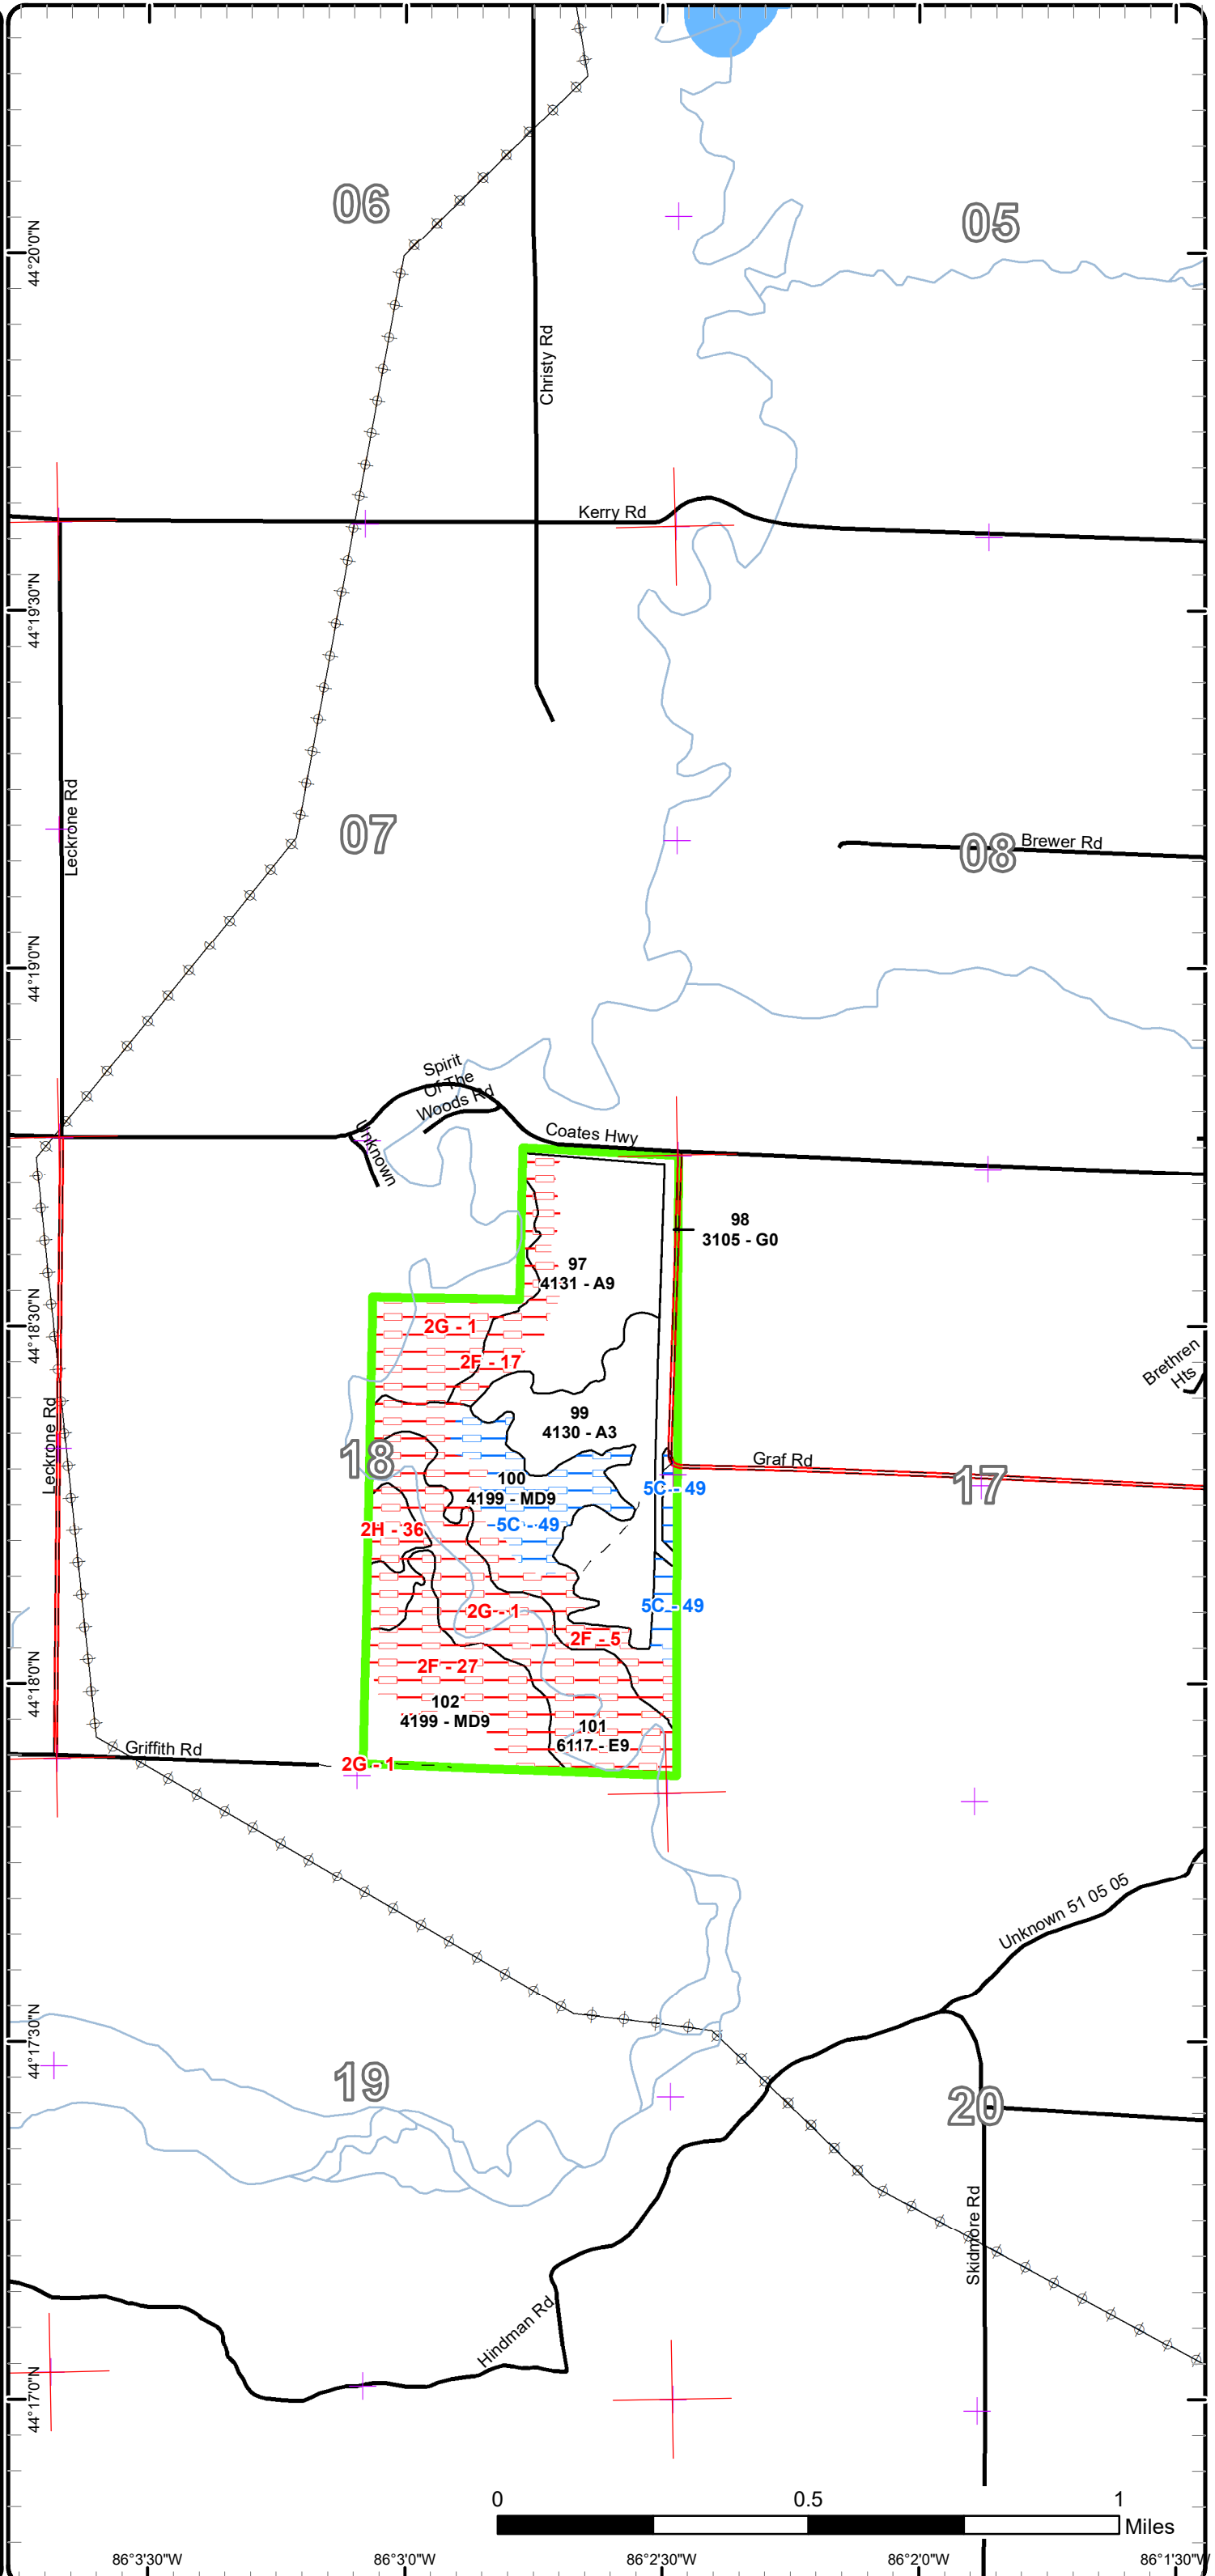 06
05
44°20'0"N
Christy Rd
Kerry Rd
44°19'30"N
Leckrone Rd
07
08
Brewer Rd
44°19'0"N
Spirit
Of The
Woods Rd
Unknown
Coates Hwy
98
3105 - G0
97
4131 - A9
44°18'30"N
2G - 1
2F - 17
Brethren
Hts
99
4130 - A3
Leckrone Rd
18
Graf Rd
17
100
4199 - MD9
5C - 49
5C - 49
2H - 36
5C - 49
2G - 1
2F - 5
2F - 27
44°18'0"N
102
4199 - MD9
101
6117 - E9
Griffith Rd
2G - 1
Unknown 51 05 05
44°17'30"N
19
20
Skidmore Rd
Hindman Rd
44°17'0"N
0
0.5
1
Miles
86°3'30"W
86°3'0"W
86°2'30"W
86°2'0"W
86°1'30"W